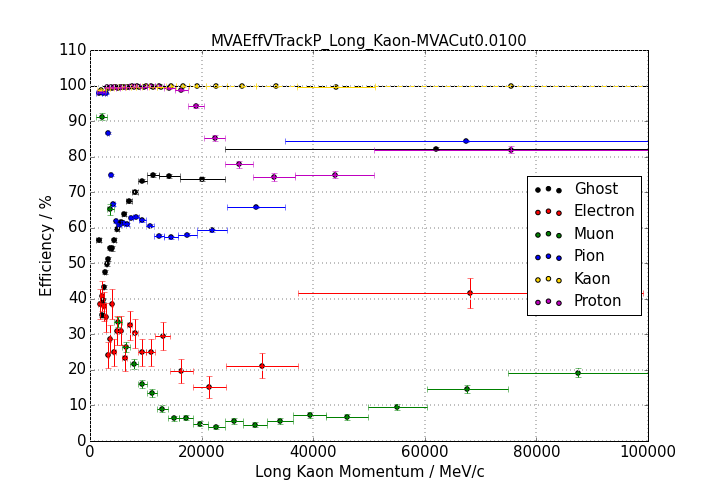 MVAEffVTrackP_Long_Kaon-MVACut0.0100
110
100
90
80
70
60
50
40
30
20
10
0
Efficiency / %
Ghost
Electron
Muon
Pion
Kaon
Proton
0 20000 40000 60000 80000 100000
Long Kaon Momentum / MeV/c